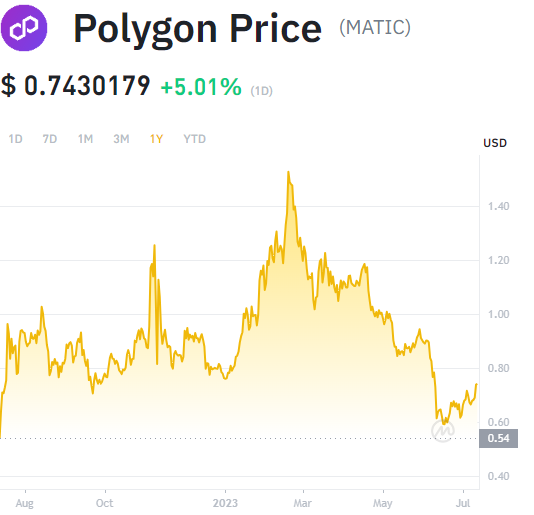 Polygon Price (MATIC)
$ 0.7430179 +5.01% (1D)
1D 7D 1M 3M 1Y YTD
USD
1.40
1.20
1.00
0.80
0.60
0.54
0.40
Aug Oct 2023 Mar May Jul